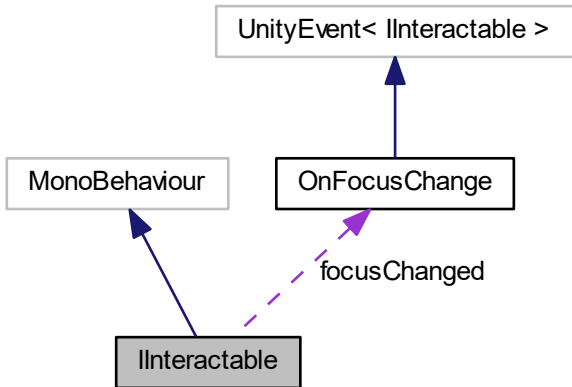 UnityEvent< IInteractable >
MonoBehaviour
OnFocusChange
focusChanged
IInteractable